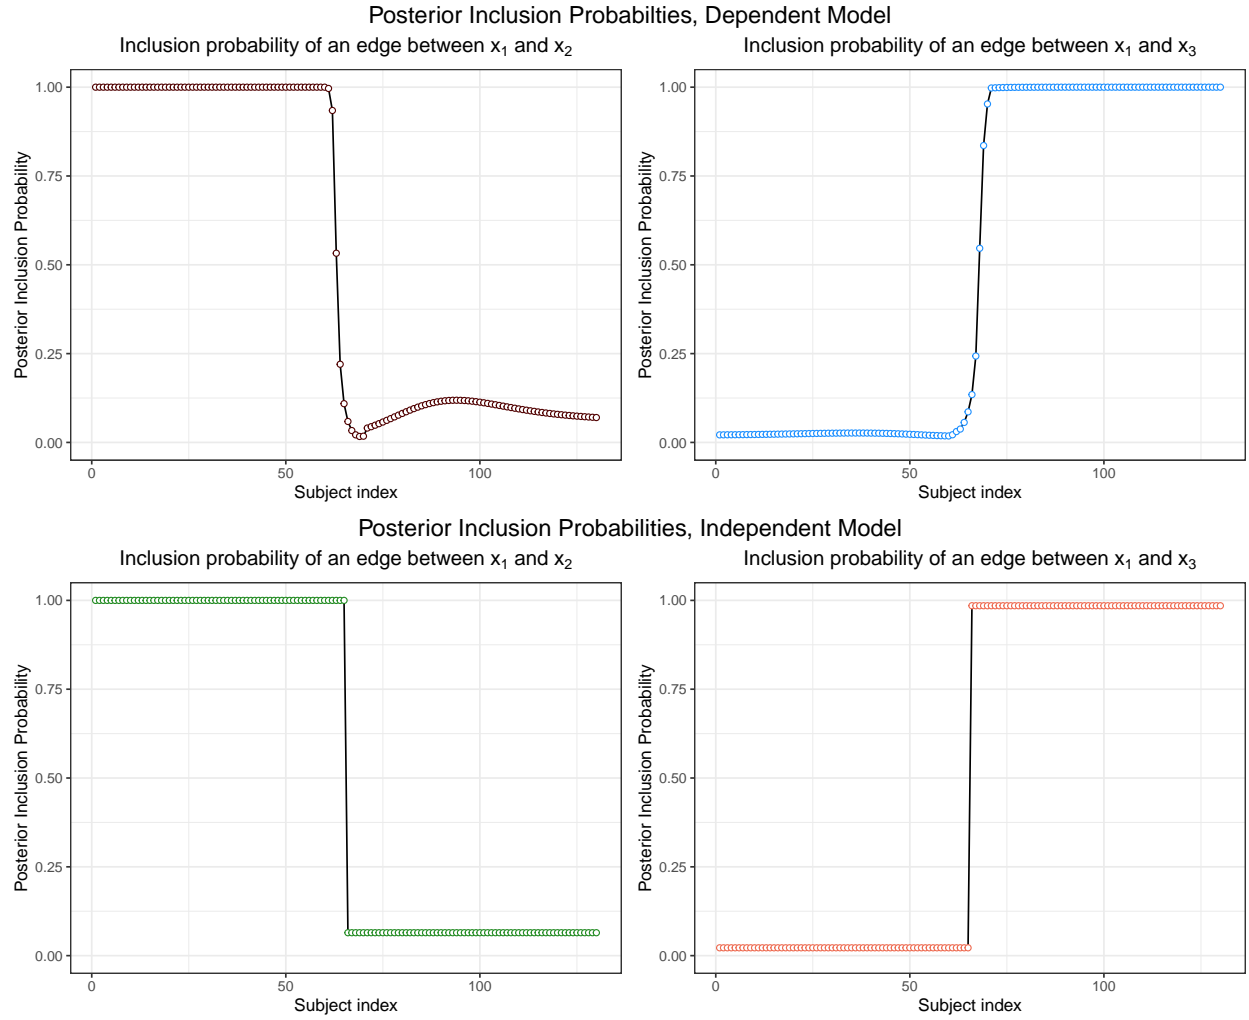 Posterior Inclusion Probabilties, Dependent Model
Inclusion probability of an edge between x₁ and x₂
Inclusion probability of an edge between x₁ and x₃
Posterior Inclusion Probability
1.00
0.75
0.50
0.25
0.00
0
50
100
Subject index
Posterior Inclusion Probability
1.00
0.75
0.50
0.25
0.00
0
50
100
Subject index
Posterior Inclusion Probabilities, Independent Model
Inclusion probability of an edge between x₁ and x₂
Inclusion probability of an edge between x₁ and x₃
Posterior Inclusion Probability
1.00
0.75
0.50
0.25
0.00
0
50
100
Subject index
Posterior Inclusion Probability
1.00
0.75
0.50
0.25
0.00
0
50
100
Subject index